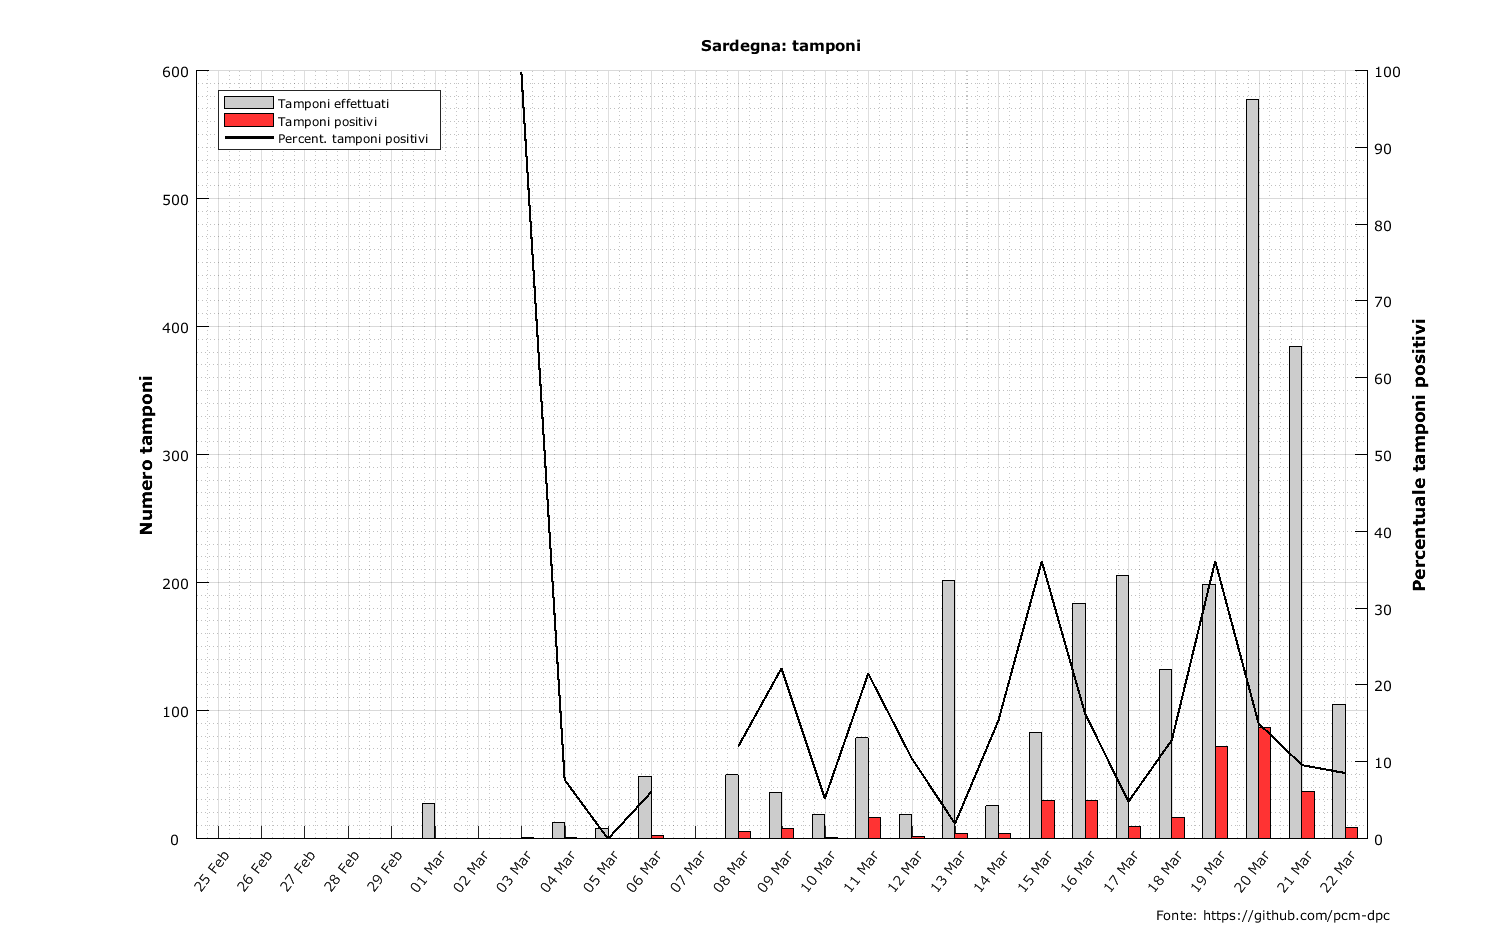 Sardegna: tamponi
Tamponi effettuati
Tamponi positivi
Percent. tamponi positivi
Numero tamponi
600
500
400
300
200
100
0
100
90
80
70
60
50
40
30
20
10
0
Percentuale tamponi positivi
25 Feb
26 Feb
27 Feb
28 Feb
29 Feb
01 Mar
02 Mar
03 Mar
04 Mar
05 Mar
06 Mar
07 Mar
08 Mar
09 Mar
10 Mar
11 Mar
12 Mar
13 Mar
14 Mar
15 Mar
16 Mar
17 Mar
18 Mar
19 Mar
20 Mar
21 Mar
22 Mar
Fonte: https://github.com/pcm-dpc